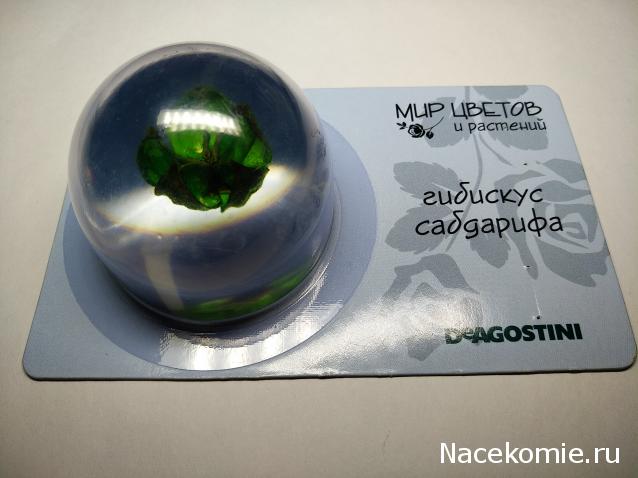 МИР ЦВЕТОВ
и растений
гибискус
сабдарифа
DeAGOSTINI
Nacekomie.ru